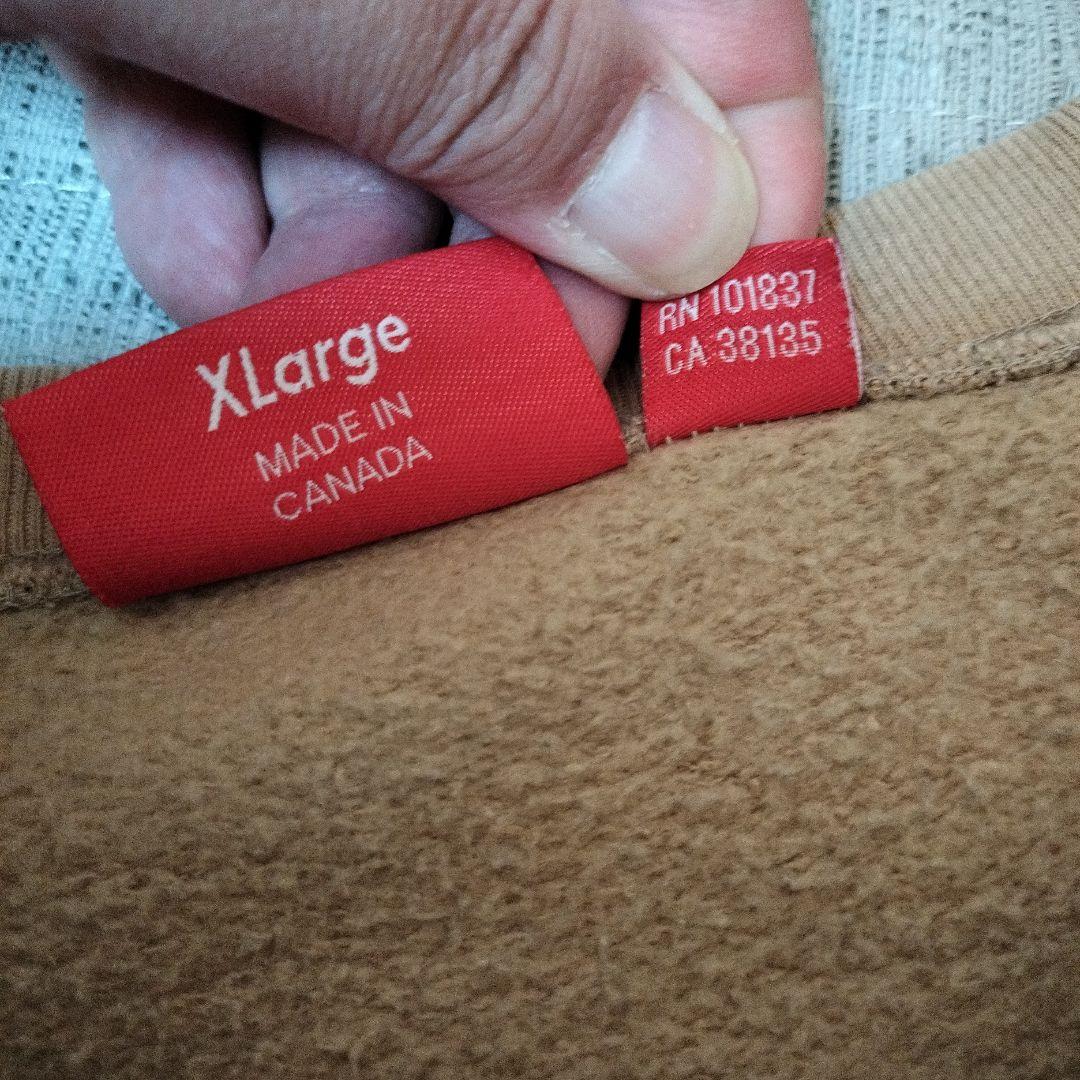 XLarge
MADE IN
CANADA
RN 101837
CA 38135